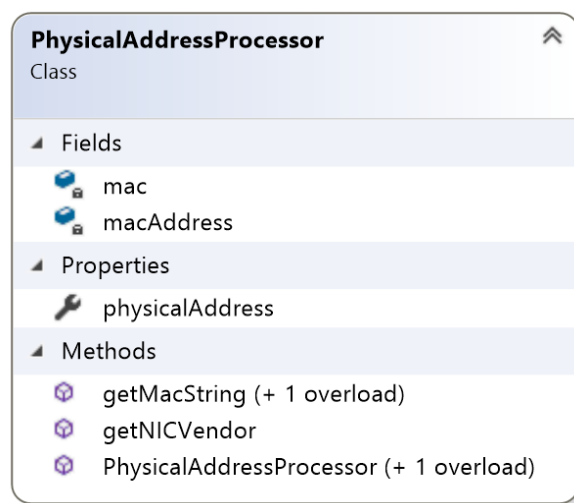 PhysicalAddressProcessor
Class
Fields
mac
macAddress
Properties
physicalAddress
Methods
getMacString (+ 1 overload)
getNICVendor
PhysicalAddressProcessor (+ 1 overload)